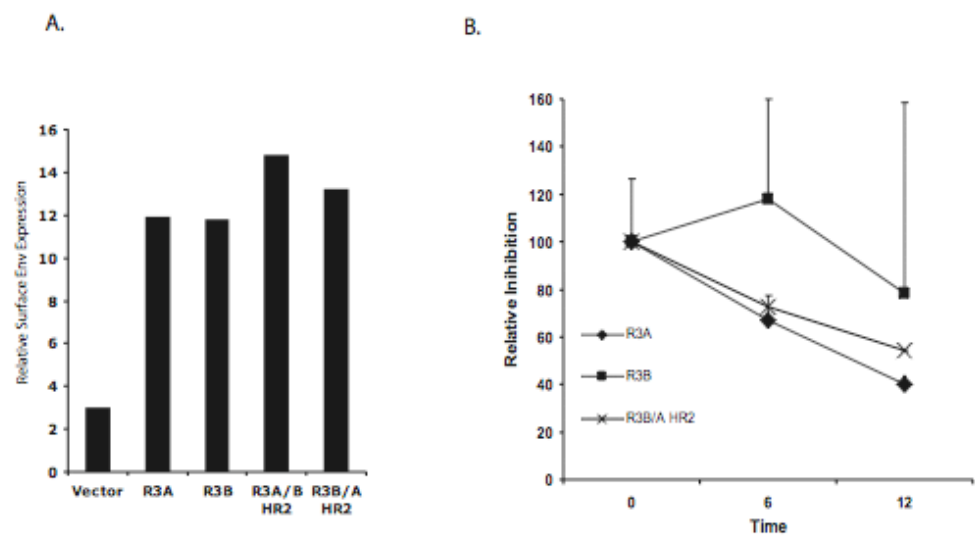 A.
Relative Surface Env Expression
16
14
12
10
8
6
4
2
0
Vector
R3A
R3B
R3A/B
HR2
R3B/A
HR2
B.
Relative Inihibition
160
140
120
100
80
60
40
20
0
R3A
R3B
R3B/A HR2
0
6
12
Time